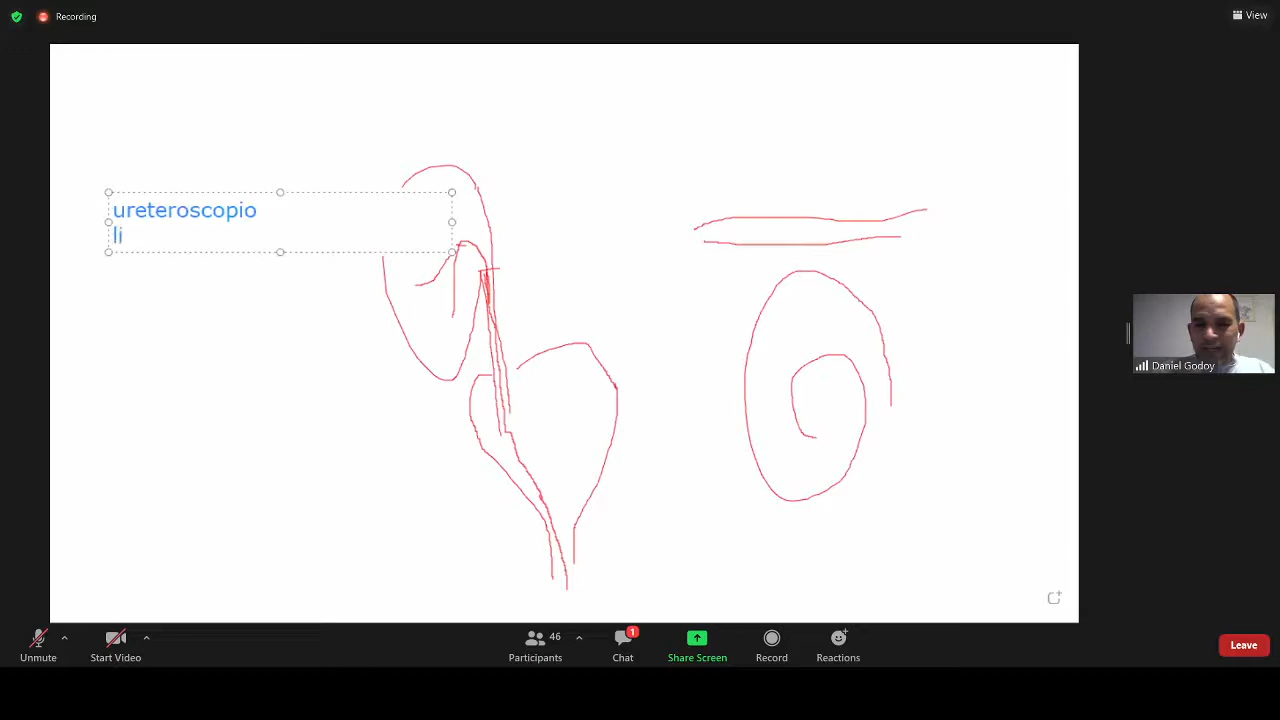 Recording
View
ureteroscopio
li
Daniel Godoy
46
1
Unmute
Start Video
Participants
Chat
Share Screen
Record
Reactions
Leave